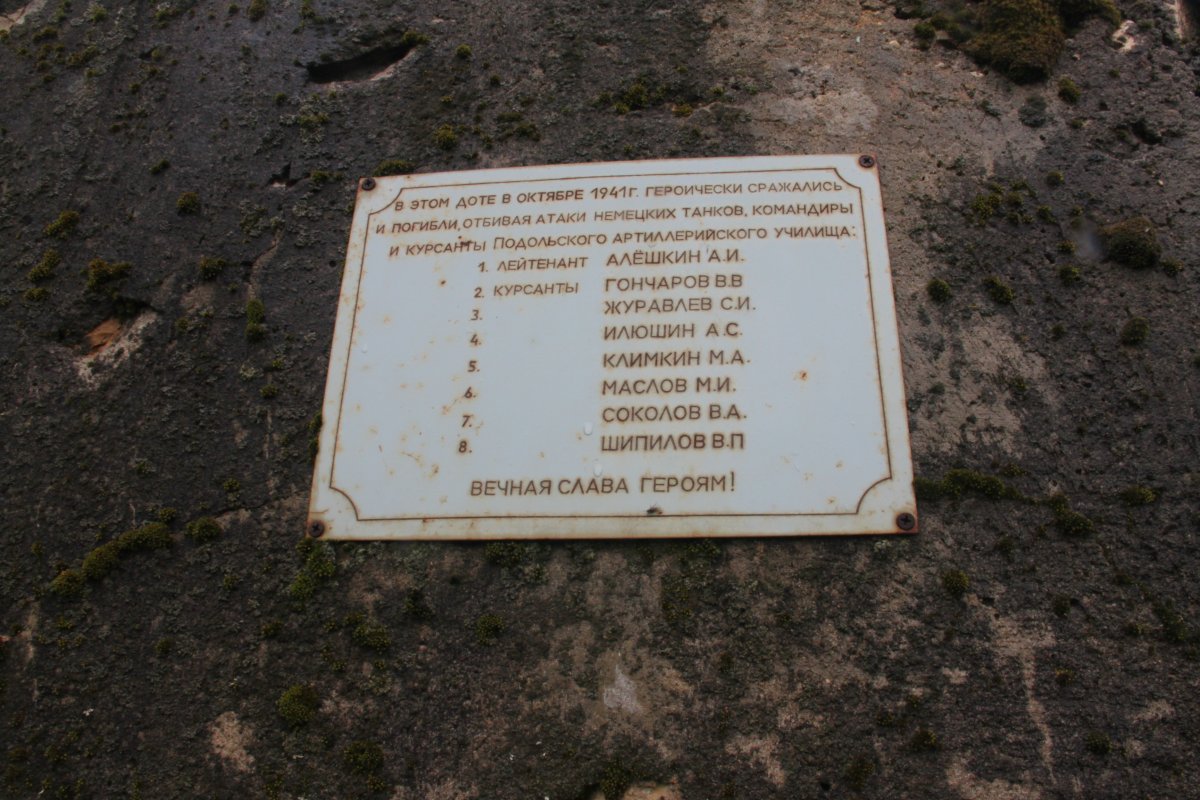 В ЭТОМ ДОТЕ В ОКТЯБРЕ 1941Г. ГЕРОИЧЕСКИ СРАЖАЛИСЬ
И ПОГИБЛИ, ОТБИВАЯ АТАКИ НЕМЕЦКИХ ТАНКОВ, КОМАНДИРЫ
И КУРСАНТЫ ПОДОЛЬСКОГО АРТИЛЛЕРИЙСКОГО УЧИЛИЩА:
1. ЛЕЙТЕНАНТ АЛЁШКИН А.И.
2. КУРСАНТЫ ГОНЧАРОВ В.В
3. ЖУРАВЛЕВ С.И.
4. ИЛЮШИН А.С.
5. КЛИМКИН М.А.
6. МАСЛОВ М.И.
7. СОКОЛОВ В.А.
8. ШИПИЛОВ В.П
ВЕЧНАЯ СЛАВА ГЕРОЯМ!